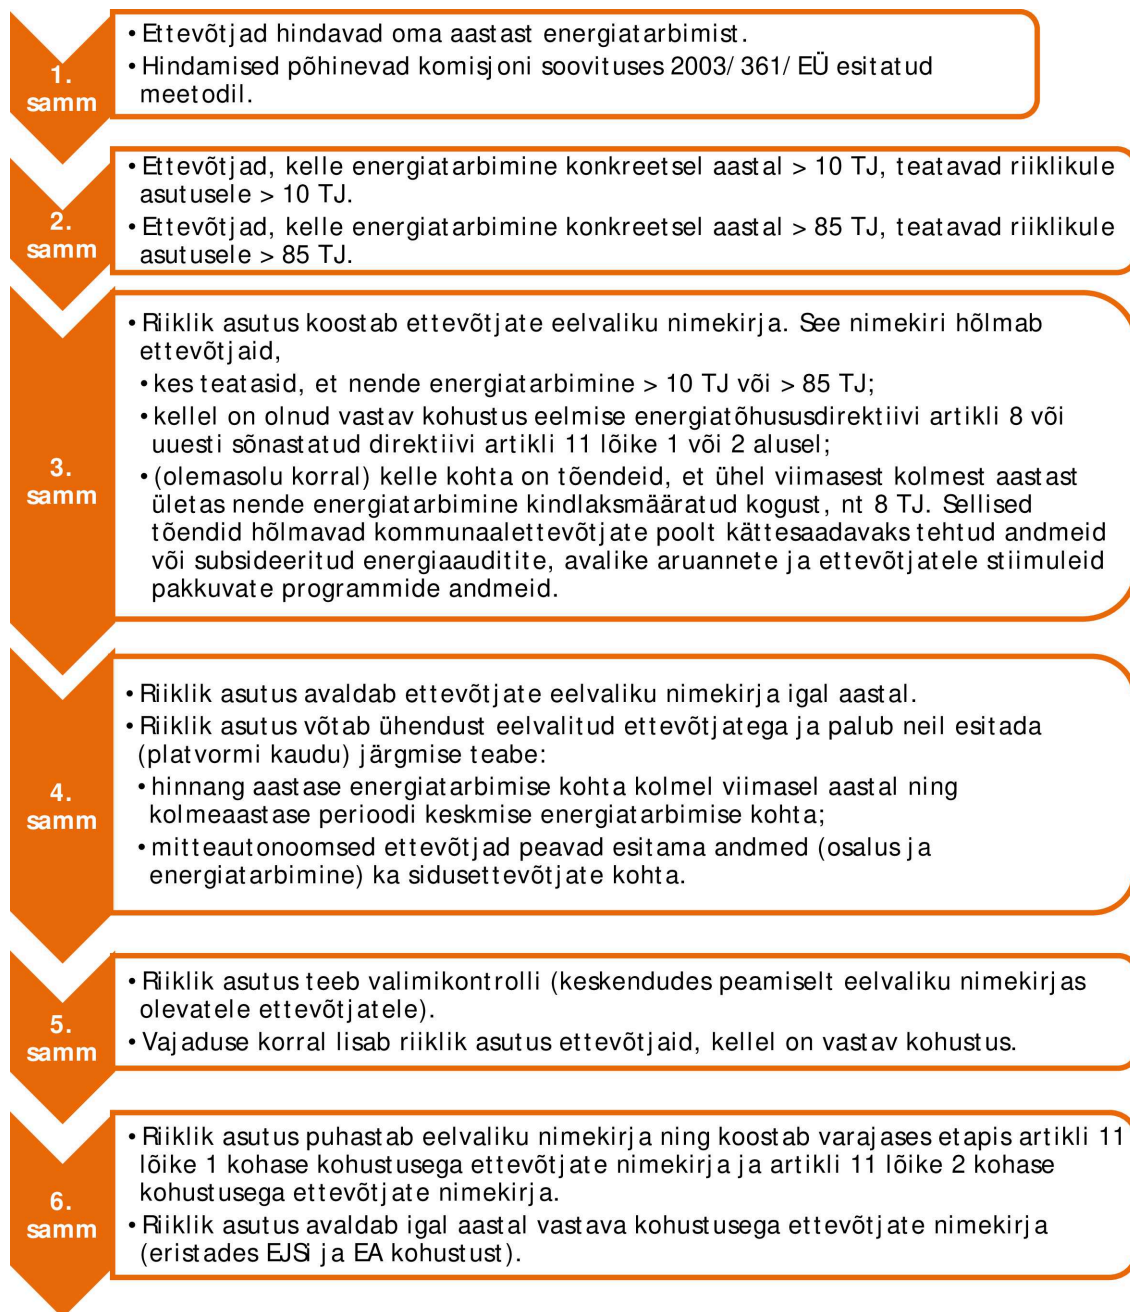 1.
samm
• Ettevõtjad hindavad oma aastast energiatarbimist.
• Hindamised põhinevad komisjoni soovituses 2003/361/EÜ esitatud
meetodil.
2.
samm
• Ettevõtjad, kelle energiatarbimine konkreetsel aastal > 10 TJ, teatavad riiklikule
asutusele > 10 TJ.
• Ettevõtjad, kelle energiatarbimine konkreetsel aastal > 85 TJ, teatavad riiklikule
asutusele > 85 TJ.
3.
samm
• Riiklik asutus koostab ettevõtjate eelvaliku nimekirja. See nimekiri hõlmab
ettevõtjaid,
• kes teatasid, et nende energiatarbimine > 10 TJ või > 85 TJ;
• kellel on olnud vastav kohustus eelmise energiatõhususdirektiivi artikli 8 või
uuesti sõnastatud direktiivi artikli 11 lõike 1 või 2 alusel;
• (olemasolu korral) kelle kohta on tõendeid, et ühel viimasest kolmest aastast
ületas nende energiatarbimine kindlaksmääratud kogust, nt 8 TJ. Sellised
tõendid hõlmavad kommunaalettevõtjate poolt kättesaadavaks tehtud andmeid
või subsideeritud energiaauditite, avalike aruannete ja ettevõtjatele stiimuleid
pakkuvate programmide andmeid.
4.
samm
• Riiklik asutus avaldab ettevõtjate eelvaliku nimekirja igal aastal.
• Riiklik asutus võtab ühendust eelvalitud ettevõtjatega ja palub neil esitada
(platvormi kaudu) järgmise teabe:
• hinnang aastase energiatarbimise kohta kolmel viimasel aastal ning
kolmeaastase perioodi keskmise energiatarbimise kohta;
• mitteautonoomsed ettevõtjad peavad esitama andmed (osalus ja
energiatarbimine) ka sidusettevõtjate kohta.
5.
samm
• Riiklik asutus teeb valimikontrolli (keskendudes peamiselt eelvaliku nimekirjas
olevatele ettevõtjatele).
• Vajaduse korral lisab riiklik asutus ettevõtjaid, kellel on vastav kohustus.
6.
samm
• Riiklik asutus puhastab eelvaliku nimekirja ning koostab varajases etapis artikli 11
lõike 1 kohase kohustusega ettevõtjate nimekirja ja artikli 11 lõike 2 kohase
kohustusega ettevõtjate nimekirja.
• Riiklik asutus avaldab igal aastal vastava kohustusega ettevõtjate nimekirja
(eristades EJSi ja EA kohustust).